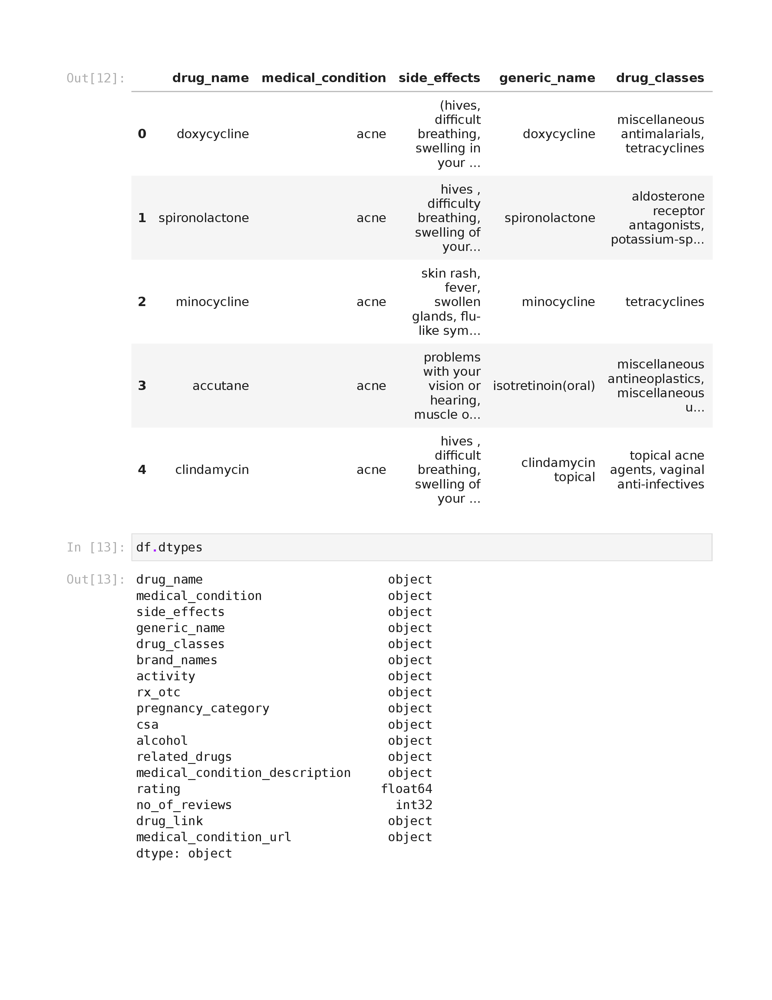 Out[12]: drug_name medical_condition side_effects generic_name drug_classes
(hives,
difficult
breathing,
swelling in
your ...
0 doxycycline acne doxycycline
miscellaneous
antimalarials,
tetracyclines
hives ,
difficulty
breathing,
swelling of
your...
1 spironolactone acne spironolactone
aldosterone
receptor
antagonists,
potassium-sp...
skin rash,
fever,
swollen
glands, flu-
like sym...
2 minocycline acne minocycline tetracyclines
problems
with your
vision or
hearing,
muscle o...
3 accutane acne isotretinoin(oral)
miscellaneous
antineoplastics,
miscellaneous
u...
hives ,
difficult
breathing,
swelling of
your ...
4 clindamycin acne
clindamycin
topical
topical acne
agents, vaginal
anti-infectives
In [13]: df.dtypes
Out[13]: drug_name object
medical_condition object
side_effects object
generic_name object
drug_classes object
brand_names object
activity object
rx_otc object
pregnancy_category object
csa object
alcohol object
related_drugs object
medical_condition_description object
rating float64
no_of_reviews int32
drug_link object
medical_condition_url object
dtype: object